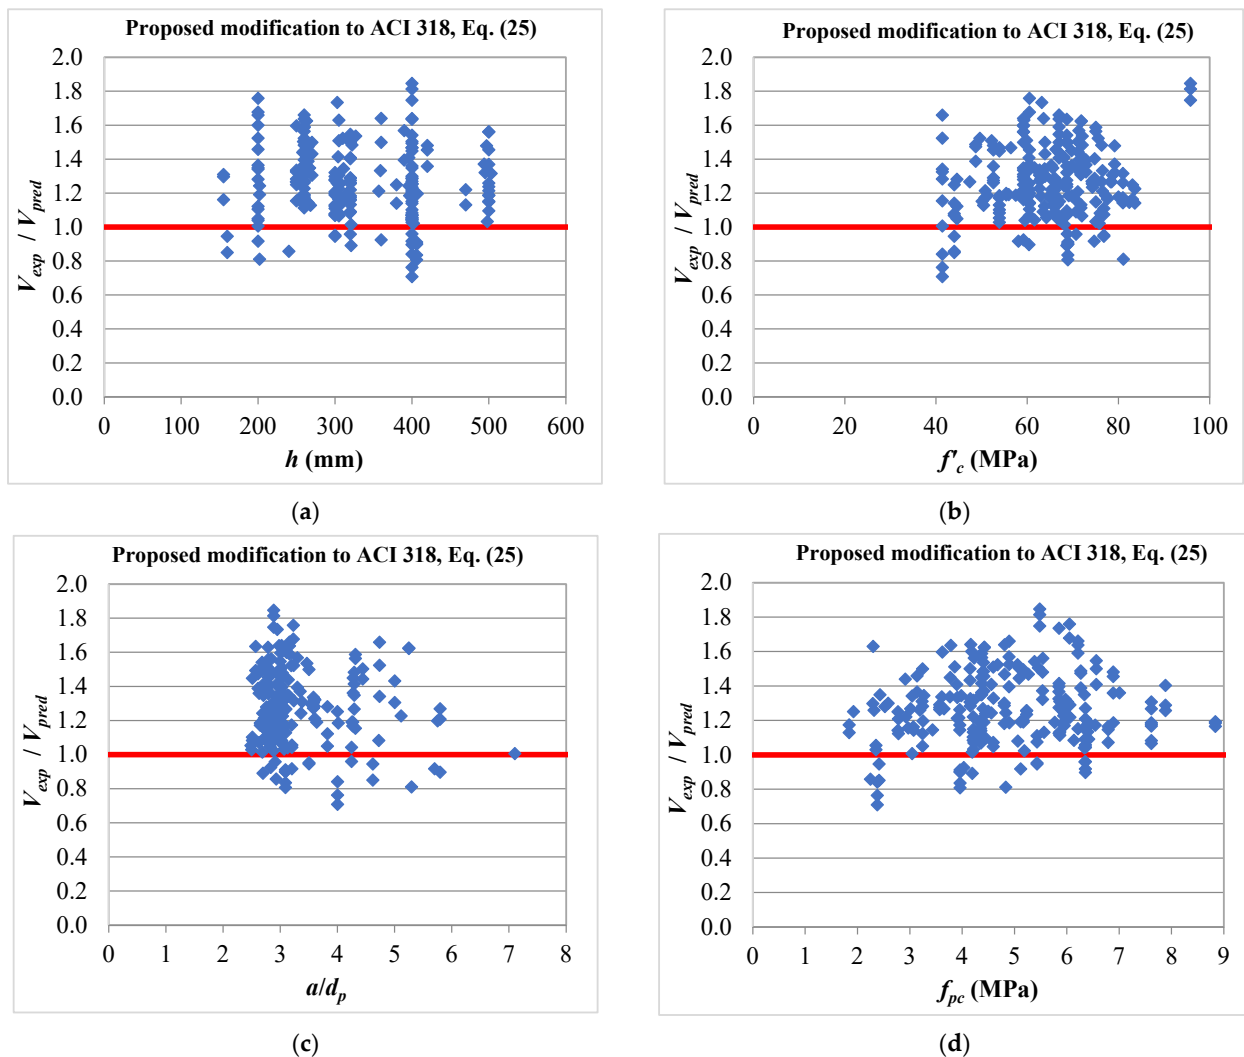 Proposed modification to ACI 318, Eq. (25)
2.0
1.8
1.6
1.4
1.2
1.0
0.8
0.6
0.4
0.2
0.0
V_exp / V_pred
0 100 200 300 400 500 600
h (mm)
(a)
Proposed modification to ACI 318, Eq. (25)
2.0
1.8
1.6
1.4
1.2
1.0
0.8
0.6
0.4
0.2
0.0
V_exp / V_pred
0 20 40 60 80 100
f'_c (MPa)
(b)
Proposed modification to ACI 318, Eq. (25)
2.0
1.8
1.6
1.4
1.2
1.0
0.8
0.6
0.4
0.2
0.0
V_exp / V_pred
0 1 2 3 4 5 6 7 8
a/d_p
(c)
Proposed modification to ACI 318, Eq. (25)
2.0
1.8
1.6
1.4
1.2
1.0
0.8
0.6
0.4
0.2
0.0
V_exp / V_pred
0 1 2 3 4 5 6 7 8 9
f_pc (MPa)
(d)